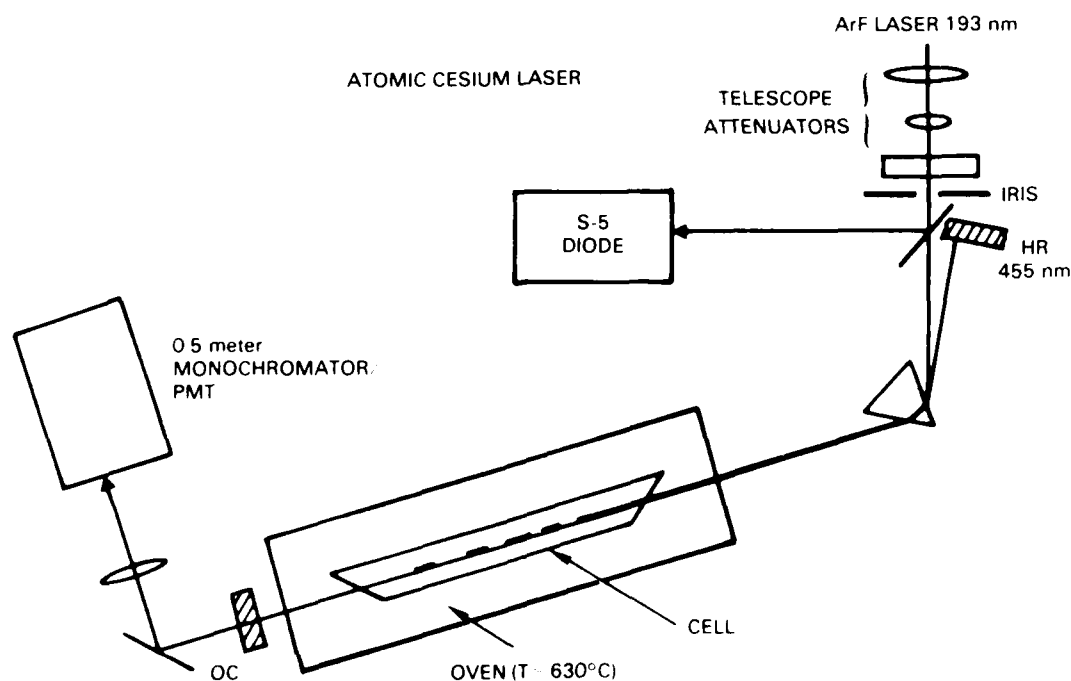 ArF LASER 193 nm
ATOMIC CESIUM LASER
TELESCOPE
ATTENUATORS
IRIS
S-5
DIODE
HR
455 nm
0 5 meter
MONOCHROMATOR/
PMT
CELL
OC
OVEN (T ~ 630°C)